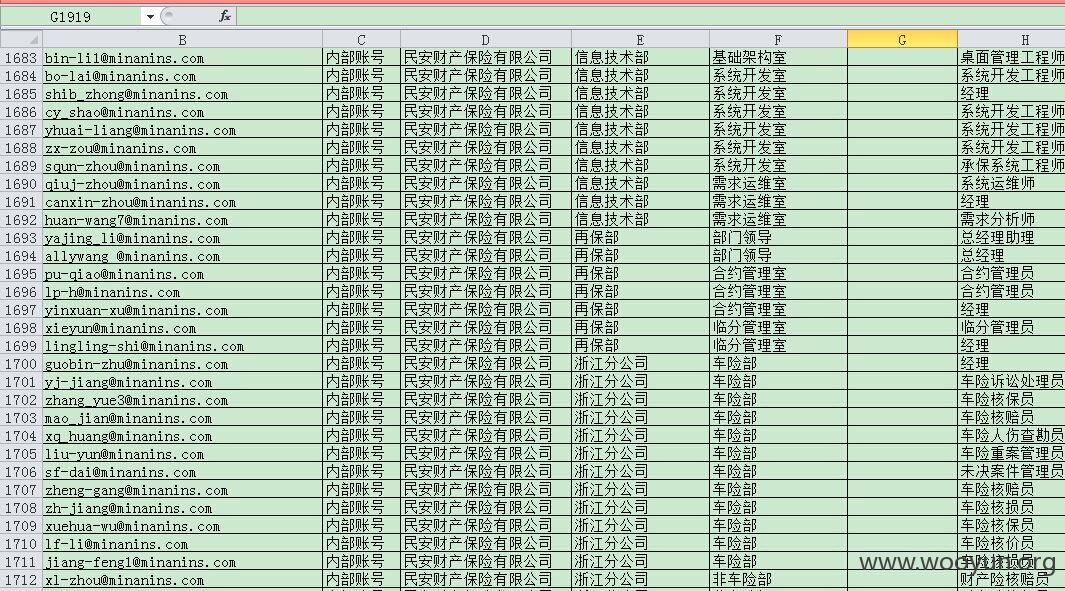 G1919 fx
B C D E F G H
1683 bin-li1@minanins.com 内部账号 民安财产保险有限公司 信息技术部 基础架构室 桌面管理工程师
1684 bo-lai@minanins.com 内部账号 民安财产保险有限公司 信息技术部 系统开发室 系统开发工程师
1685 shib_zhong@minanins.com 内部账号 民安财产保险有限公司 信息技术部 系统开发室 经理
1686 cy_shao@minanins.com 内部账号 民安财产保险有限公司 信息技术部 系统开发室 系统开发工程师
1687 yhuai-liang@minanins.com 内部账号 民安财产保险有限公司 信息技术部 系统开发室 系统开发工程师
1688 zx-zou@minanins.com 内部账号 民安财产保险有限公司 信息技术部 系统开发室 系统开发工程师
1689 squn-zhou@minanins.com 内部账号 民安财产保险有限公司 信息技术部 系统开发室 承保系统工程师
1690 qiuj-zhou@minanins.com 内部账号 民安财产保险有限公司 信息技术部 需求运维室 系统运维师
1691 canxin-zhou@minanins.com 内部账号 民安财产保险有限公司 信息技术部 需求运维室 经理
1692 huan-wang7@minanins.com 内部账号 民安财产保险有限公司 信息技术部 需求运维室 需求分析师
1693 yajing_li@minanins.com 内部账号 民安财产保险有限公司 再保部 部门领导 总经理助理
1694 allywang @minanins.com 内部账号 民安财产保险有限公司 再保部 部门领导 总经理
1695 pu-qiao@minanins.com 内部账号 民安财产保险有限公司 再保部 合约管理室 合约管理员
1696 lp-h@minanins.com 内部账号 民安财产保险有限公司 再保部 合约管理室 合约管理员
1697 yinxuan-xu@minanins.com 内部账号 民安财产保险有限公司 再保部 合约管理室 经理
1698 xieyun@minanins.com 内部账号 民安财产保险有限公司 再保部 临分管理室 临分管理员
1699 lingling-shi@minanins.com 内部账号 民安财产保险有限公司 再保部 临分管理室 经理
1700 guobin-zhu@minanins.com 内部账号 民安财产保险有限公司 浙江分公司 车险部 经理
1701 yj-jiang@minanins.com 内部账号 民安财产保险有限公司 浙江分公司 车险部 车险诉讼处理员
1702 zhang_yue3@minanins.com 内部账号 民安财产保险有限公司 浙江分公司 车险部 车险核保员
1703 mao_jian@minanins.com 内部账号 民安财产保险有限公司 浙江分公司 车险部 车险核赔员
1704 xq_huang@minanins.com 内部账号 民安财产保险有限公司 浙江分公司 车险部 车险人伤查勘员
1705 liu-yun@minanins.com 内部账号 民安财产保险有限公司 浙江分公司 车险部 车险重案管理员
1706 sf-dai@minanins.com 内部账号 民安财产保险有限公司 浙江分公司 车险部 未决案件管理员
1707 zheng-gang@minanins.com 内部账号 民安财产保险有限公司 浙江分公司 车险部 车险核赔员
1708 zh-jiang@minanins.com 内部账号 民安财产保险有限公司 浙江分公司 车险部 车险核损员
1709 xuehua-wu@minanins.com 内部账号 民安财产保险有限公司 浙江分公司 车险部 车险核保员
1710 lf-li@minanins.com 内部账号 民安财产保险有限公司 浙江分公司 车险部 车险核价员
1711 jiang-feng1@minanins.com 内部账号 民安财产保险有限公司 浙江分公司 车险部 车险核损员
1712 xl-zhou@minanins.com 内部账号 民安财产保险有限公司 浙江分公司 非车险部 财产险核赔员